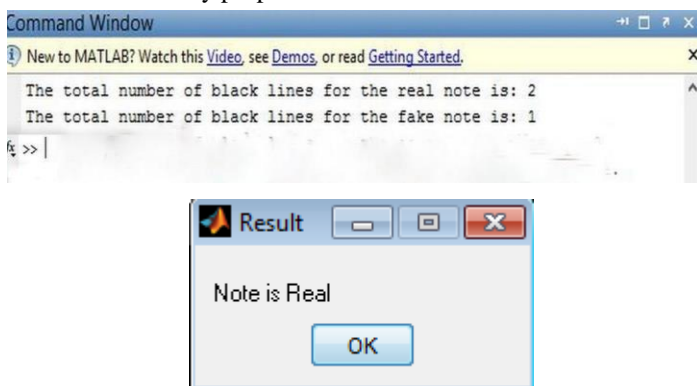 Command Window
New to MATLAB? Watch this Video, see Demos, or read Getting Started.
The total number of black lines for the real note is: 2
The total number of black lines for the fake note is: 1
fx >>
Result
Note is Real
OK